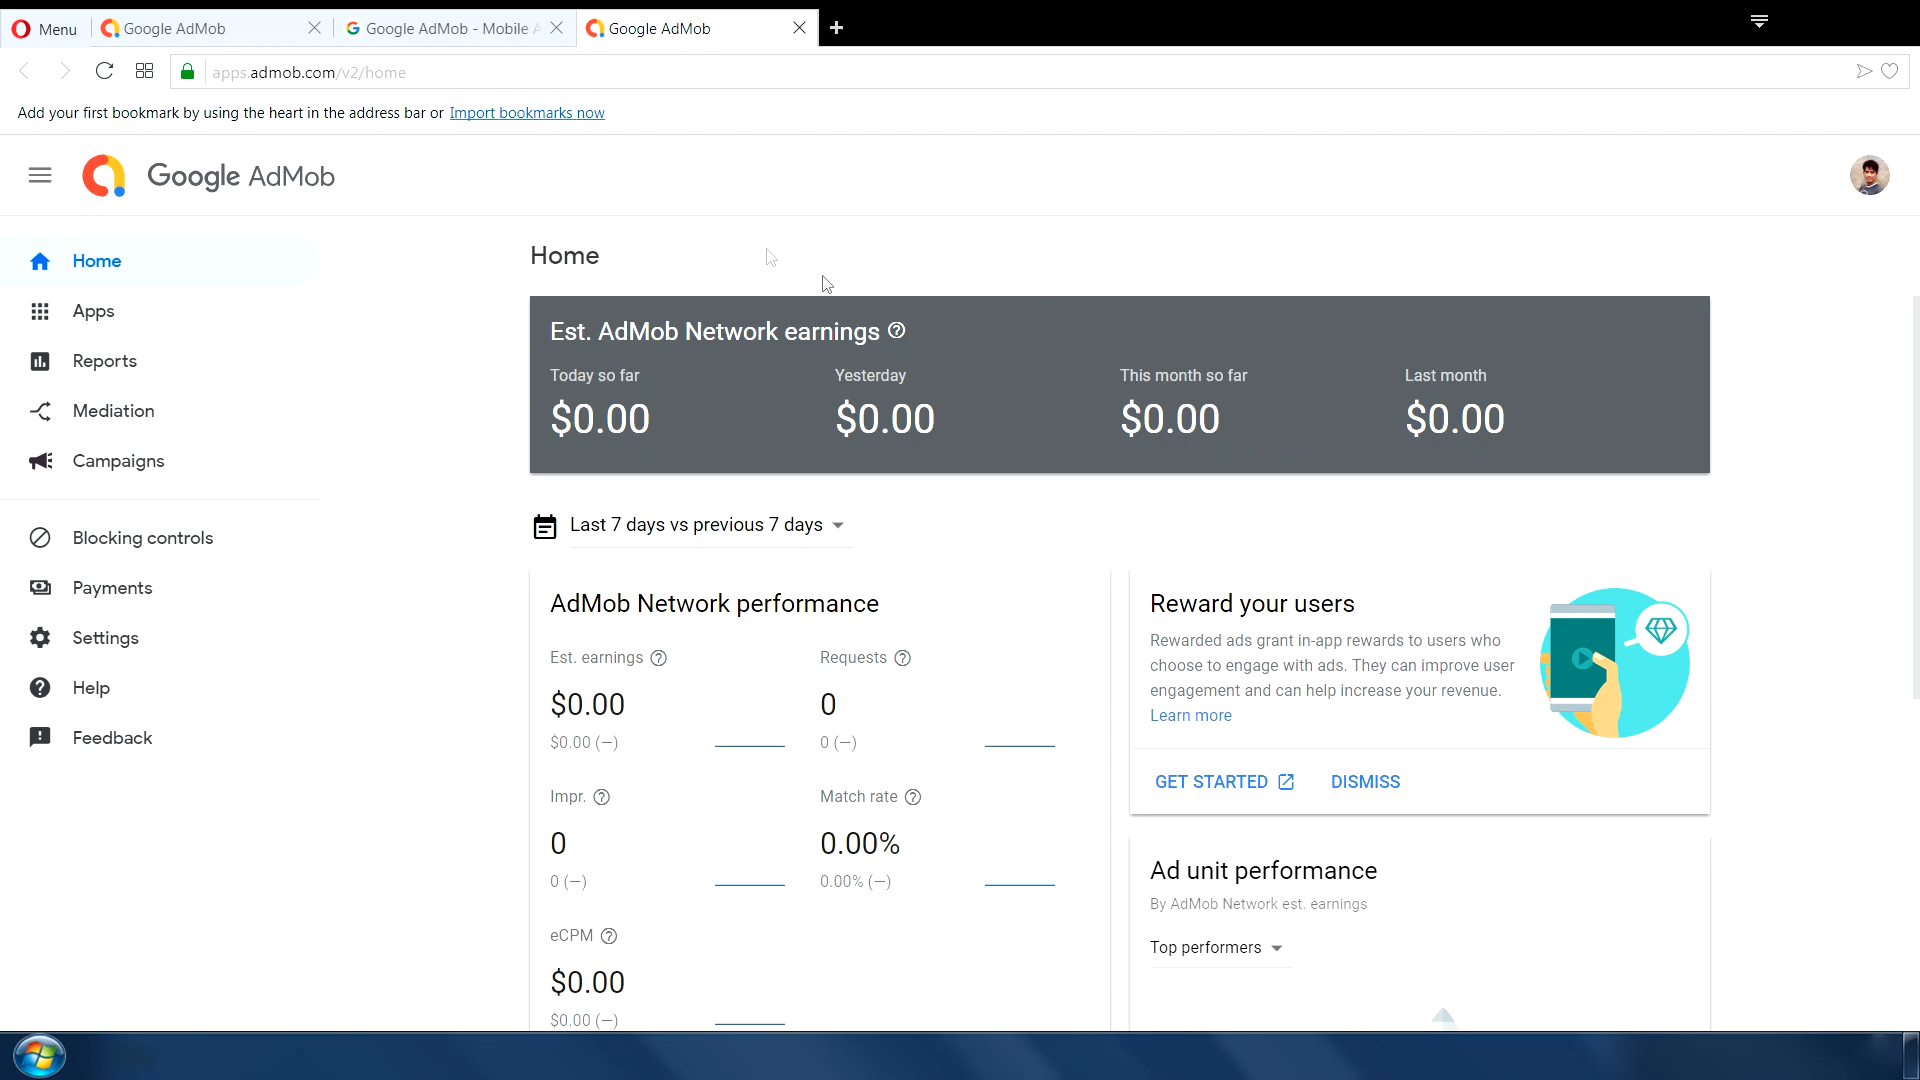 Menu
Google AdMob
Google AdMob - Mobile A
Google AdMob
apps.admob.com/v2/home
Add your first bookmark by using the heart in the address bar or Import bookmarks now
Google AdMob
Home
Apps
Reports
Mediation
Campaigns
Blocking controls
Payments
Settings
Help
Feedback
Home
Est. AdMob Network earnings
Today so far
Yesterday
This month so far
Last month
$0.00
$0.00
$0.00
$0.00
Last 7 days vs previous 7 days
AdMob Network performance
Est. earnings
Requests
$0.00
0
$0.00 (—)
0 (—)
Impr.
Match rate
0
0.00%
0 (—)
0.00% (—)
eCPM
$0.00
$0.00 (—)
Reward your users
Rewarded ads grant in-app rewards to users who
choose to engage with ads. They can improve user
engagement and can help increase your revenue.
Learn more
GET STARTED
DISMISS
Ad unit performance
By AdMob Network est. earnings
Top performers